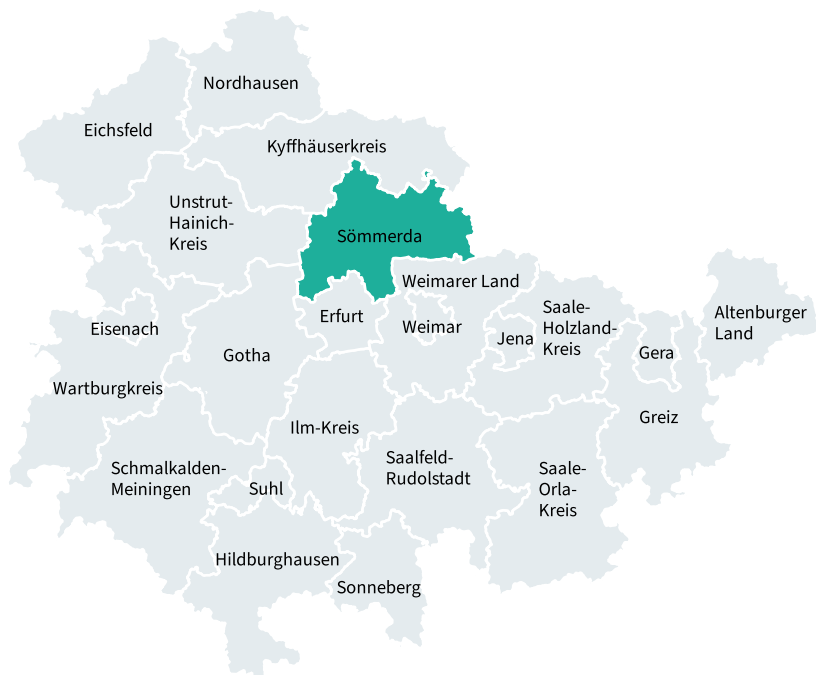 Nordhausen
Eichsfeld
Kyffhäuserkreis
Unstrut-
Hainich-
Kreis
Sömmerda
Weimarer Land
Eisenach
Erfurt
Weimar
Jena
Saale-
Holzland-
Kreis
Altenburger
Land
Gera
Gotha
Wartburgkreis
Greiz
Ilm-Kreis
Schmalkalden-
Meiningen
Suhl
Saalfeld-
Rudolstadt
Saale-
Orla-
Kreis
Hildburghausen
Sonneberg